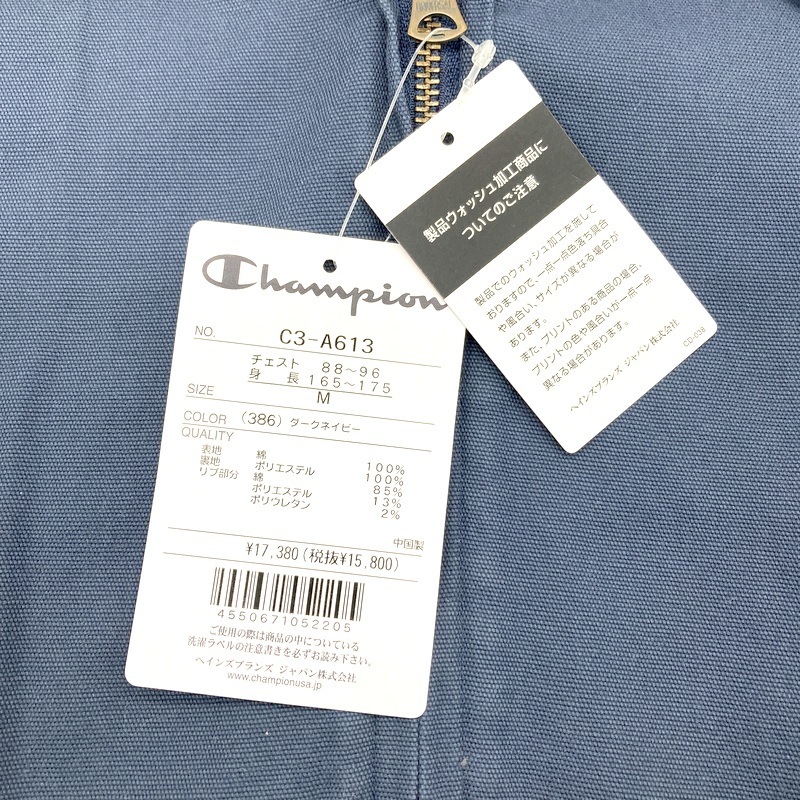 Champion
NO. C3-A613
チェスト 88～96
身 長 165～175
SIZE M
COLOR (386) ダークネイビー
QUALITY
表地 綿 100%
裏地 ポリエステル 100%
リブ部分 綿 85%
ポリエステル 13%
ポリウレタン 2%
中国製
¥17,380(税抜¥15,800)
4550671052205
ご使用の際は商品の中についている
洗濯ラベルの注意書きを必ずお読み下さい。
ヘインズブランズ ジャパン株式会社
www.championusa.jp
製品ウォッシュ加工商品に
ついてのご注意
製品でのウォッシュ加工を施して
おりますので、一点一点色落ち具合
や風合い、サイズが異なる場合が
あります。
また、プリントのある商品の場合、
プリントの色や風合いが一点一点
異なる場合があります。
ヘインズブランズ ジャパン株式会社
CD-039